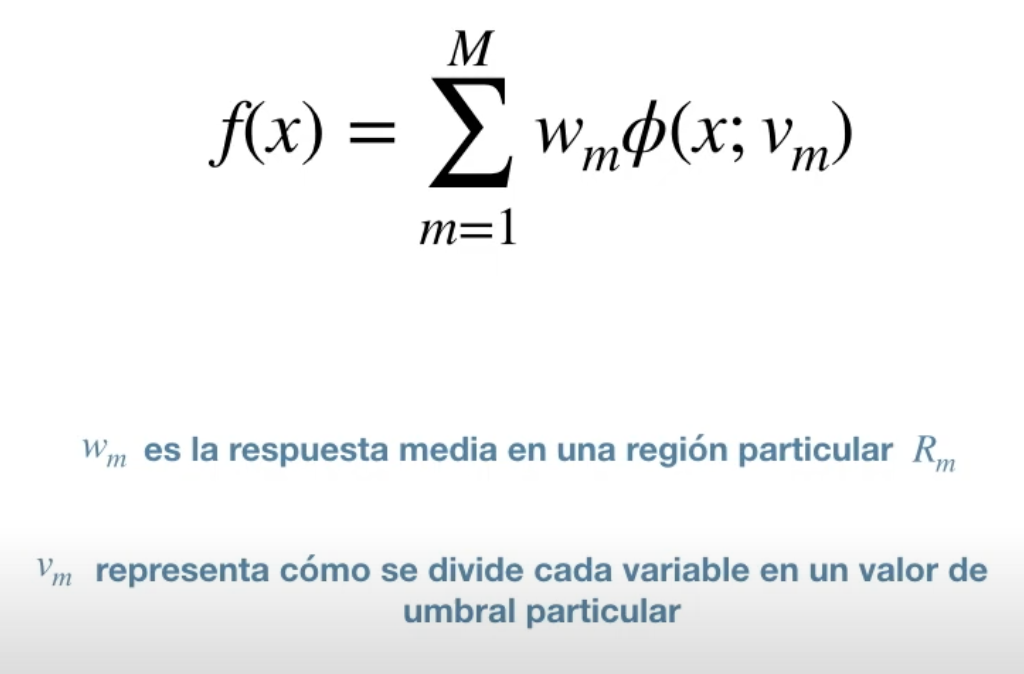 f(x) = \sum_{m=1}^{M} w_m \phi(x; v_m)
w_m es la respuesta media en una región particular R_m
v_m representa cómo se divide cada variable en un valor de
umbral particular